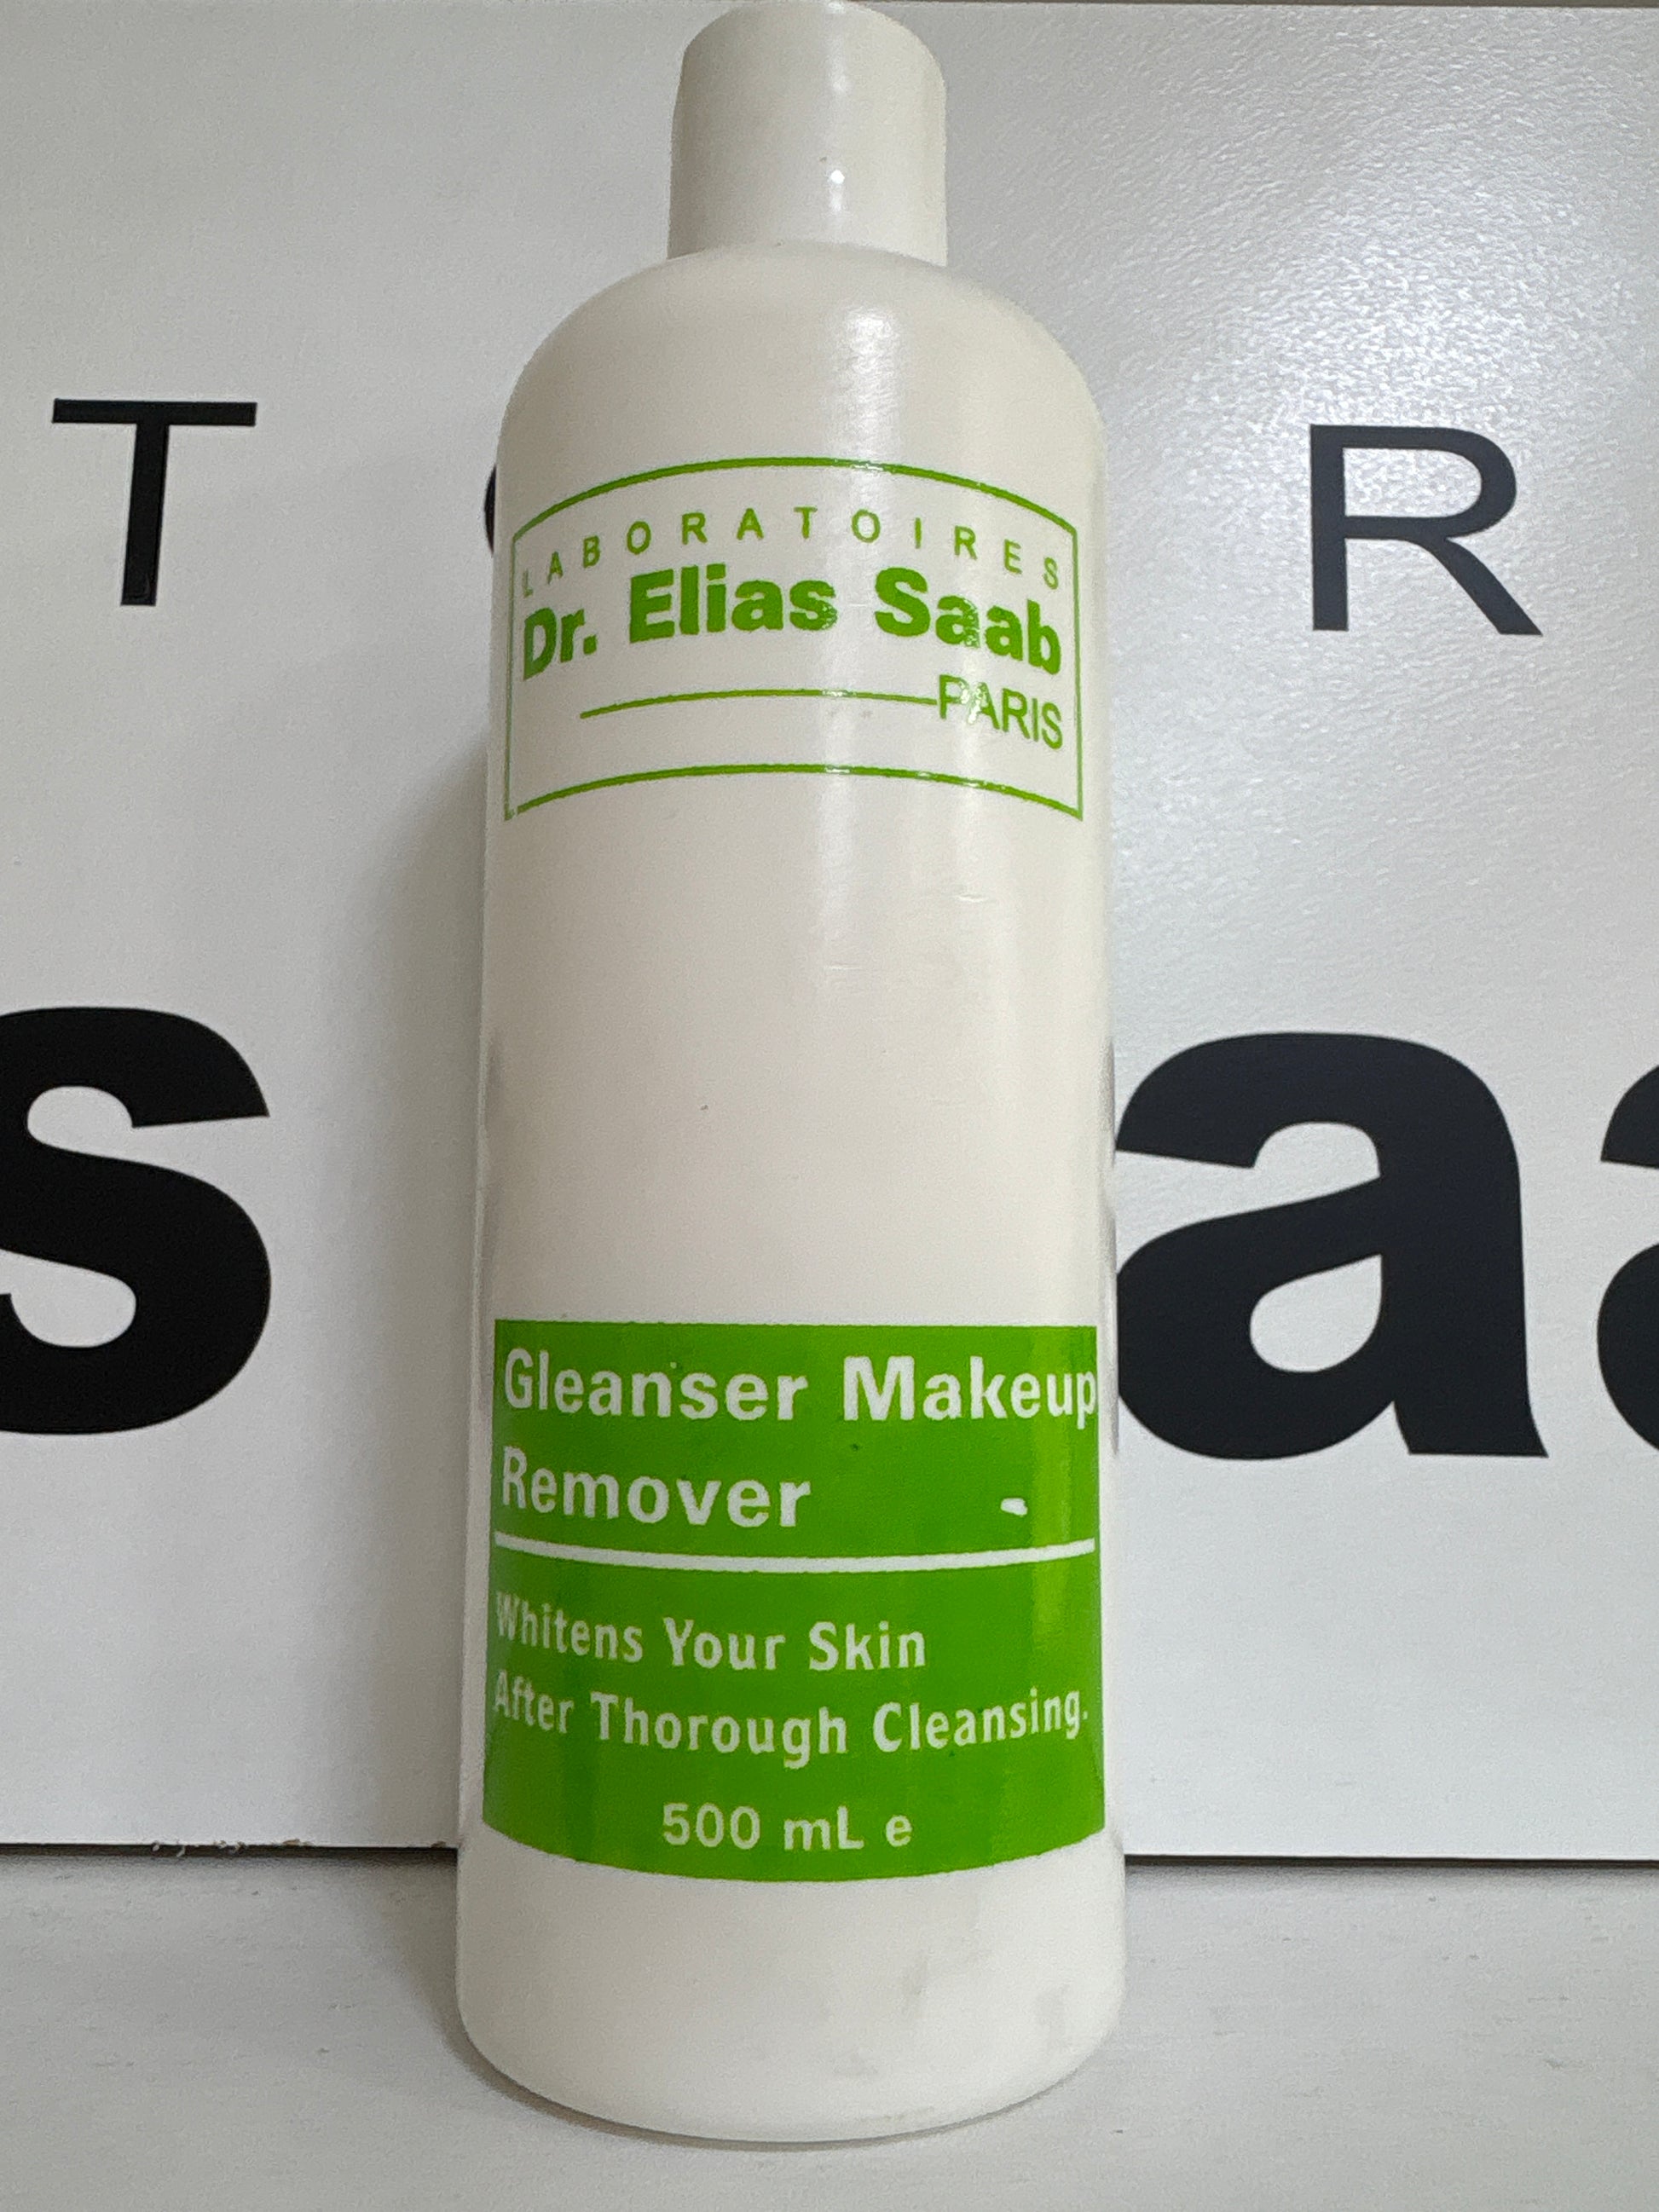 T R
LABORATOIRES
Dr. Elias Saab
PARIS
s aa
Gleanser Makeup
Remover
Whitens Your Skin
After Thorough Cleansing.
500 mL e